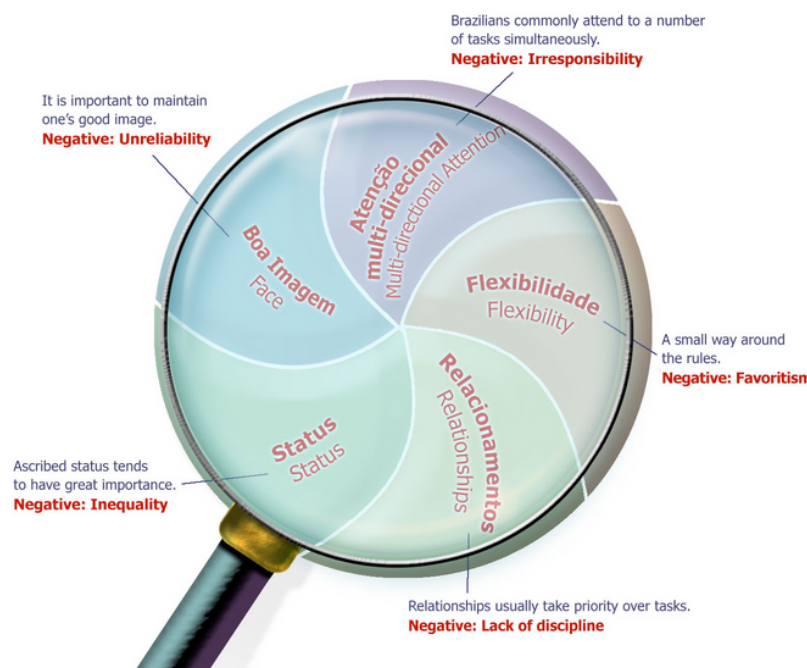 Brazilians commonly attend to a number
of tasks simultaneously.
Negative: Irresponsibility
It is important to maintain
one's good image.
Negative: Unreliability
Atenção
multi-direcional
Multi-directional Attention
Boa Imagem
Face
Flexibilidade
Flexibility
A small way around
the rules.
Negative: Favoritism
Relacionamentos
Relationships
Status
Status
Ascribed status tends
to have great importance.
Negative: Inequality
Relationships usually take priority over tasks.
Negative: Lack of discipline